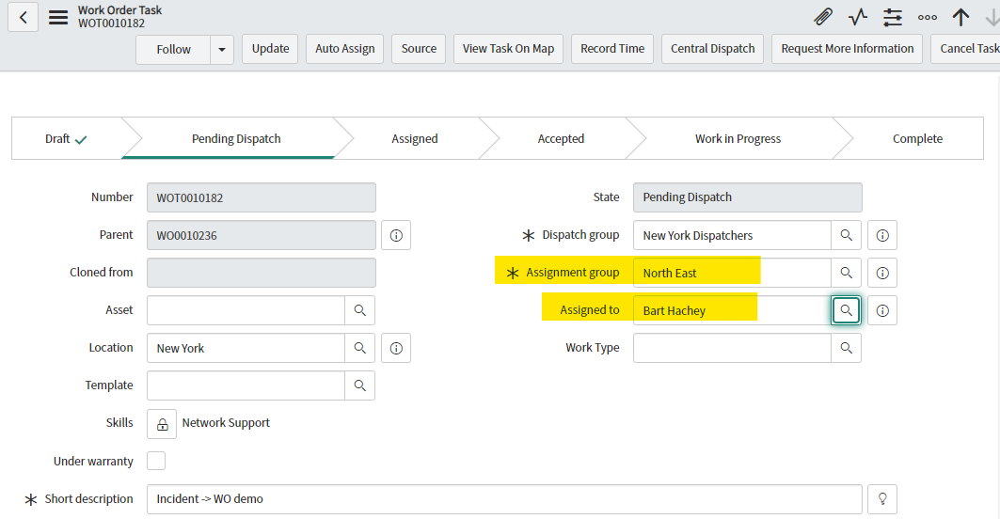 Work Order Task
WOT0010182
Follow Update Auto Assign Source View Task On Map Record Time Central Dispatch Request More Information Cancel Task
Draft Pending Dispatch Assigned Accepted Work in Progress Complete
Number WOT0010182 State Pending Dispatch
Parent WO0010236 Dispatch group New York Dispatchers
Cloned from Assignment group North East
Asset Assigned to Bart Hachey
Location New York Work Type
Template
Skills Network Support
Under warranty
Short description Incident -> WO demo